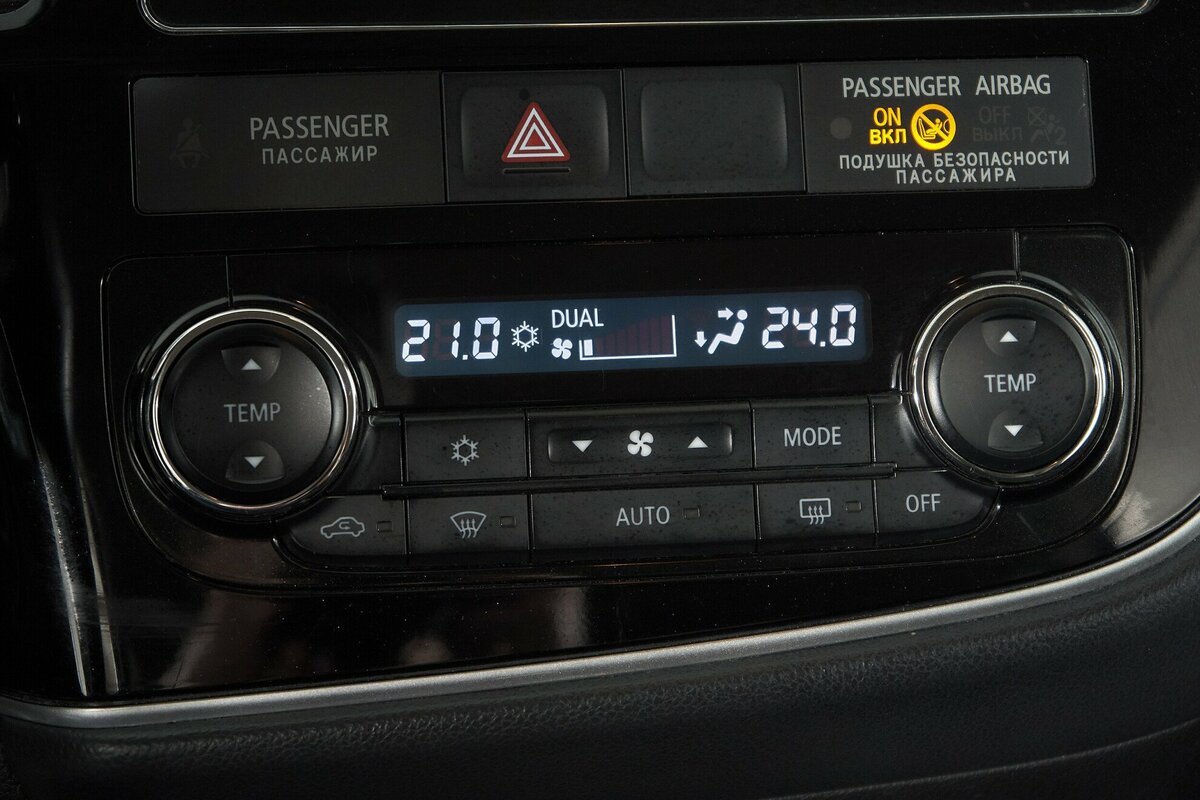 PASSENGER
ПАССАЖИР
PASSENGER AIRBAG
ON
ВКЛ
OFF
ВЫКЛ
ПОДУШКА БЕЗОПАСНОСТИ
ПАССАЖИРА
21.0
DUAL
24.0
TEMP
TEMP
MODE
AUTO
OFF